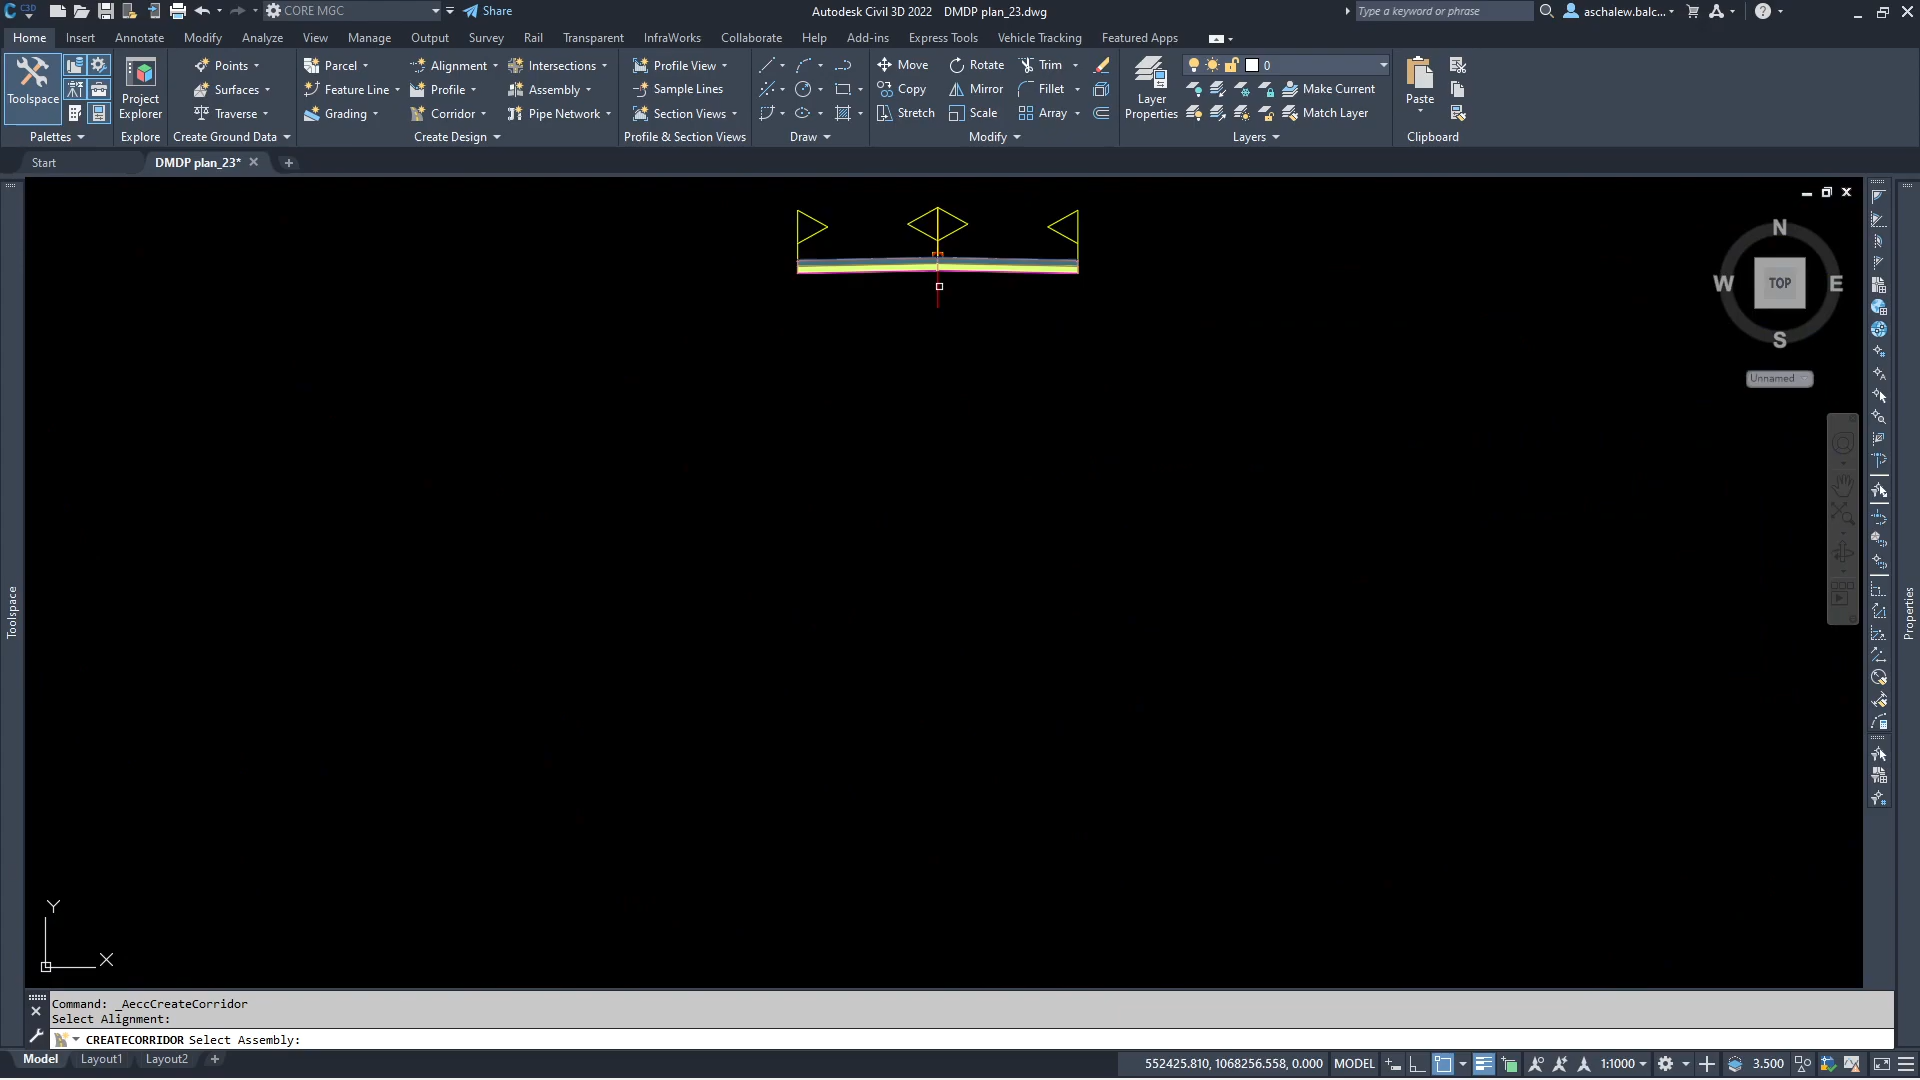 C3D CORE MGC Share Autodesk Civil 3D 2022 DMDP plan_23.dwg Type a keyword or phrase aschalew.balc...
Home Insert Annotate Modify Analyze View Manage Output Survey Rail Transparent InfraWorks Collaborate Help Add-ins Express Tools Vehicle Tracking Featured Apps
Points Parcel Alignment Intersections Profile View Move Rotate Trim 0
Surfaces Feature Line Profile Assembly Sample Lines Copy Mirror Fillet Make Current
Toolspace Project Explorer Layer Properties Paste
Traverse Grading Corridor Pipe Network Section Views Stretch Scale Array Match Layer
Palettes Explore Create Ground Data Create Design Profile & Section Views Draw Modify Layers Clipboard
Start DMDP plan_23*
N
W TOP E
S
Unnamed
Toolspace
Properties
Y
X
Command: _AeccCreateCorridor
Select Alignment:
CREATECORRIDOR Select Assembly:
Model Layout1 Layout2 + 552425.810, 1068256.558, 0.000 MODEL 1:1000 3.500